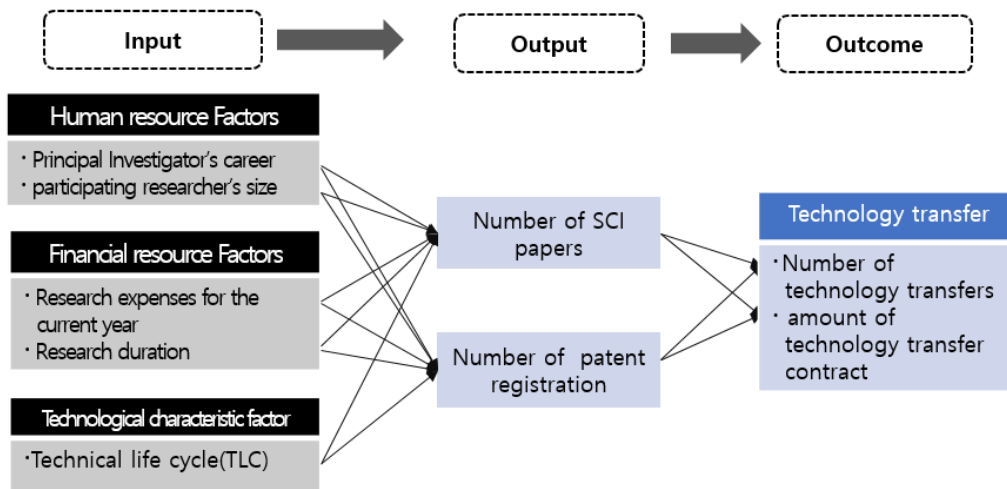 Input
Output
Outcome
Human resource Factors
· Principal Investigator's career
· participating researcher's size
Financial resource Factors
· Research expenses for the
current year
· Research duration
Technological characteristic factor
· Technical life cycle(TLC)
Number of SCI
papers
Number of patent
registration
Technology transfer
· Number of
technology transfers
· amount of
technology transfer
contract